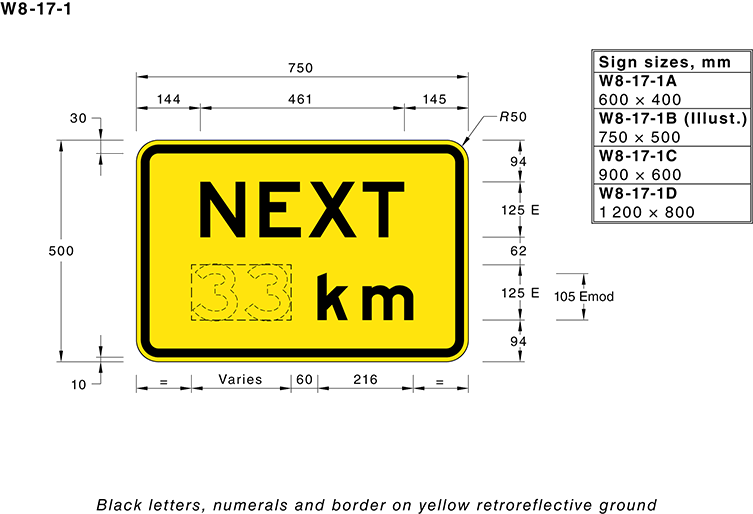 W8-17-1
750
144 461 145
R50
30
500
10
NEXT
33 km
94
125 E
62
125 E
94
105 Emod
= Varies 60 216 =
Sign sizes, mm
W8-17-1A
600 × 400
W8-17-1B (Illust.)
750 × 500
W8-17-1C
900 × 600
W8-17-1D
1 200 × 800
Black letters, numerals and border on yellow retroreflective ground